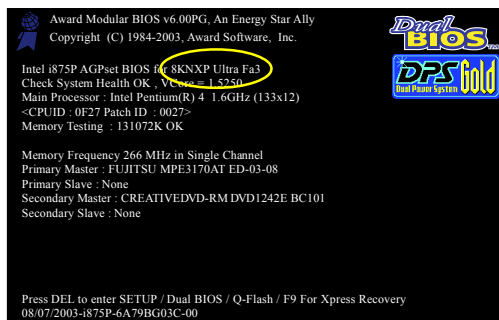 Award Modular BIOS v6.00PG, An Energy Star Ally
Copyright (C) 1984-2003, Award Software, Inc.
Dual
BIOS
DPS Gold
Dual Power System
Intel i875P AGPset BIOS for 8KNXP Ultra Fa3
Check System Health OK , VCore = 1.5250
Main Processor : Intel Pentium(R) 4 1.6GHz (133x12)
<CPUID : 0F27 Patch ID : 0027>
Memory Testing : 131072K OK
Memory Frequency 266 MHz in Single Channel
Primary Master : FUJITSU MPE3170AT ED-03-08
Primary Slave : None
Secondary Master : CREATIVEDVD-RM DVD1242E BC101
Secondary Slave : None
Press DEL to enter SETUP / Dual BIOS / Q-Flash / F9 For Xpress Recovery
08/07/2003-i875P-6A79BG03C-00